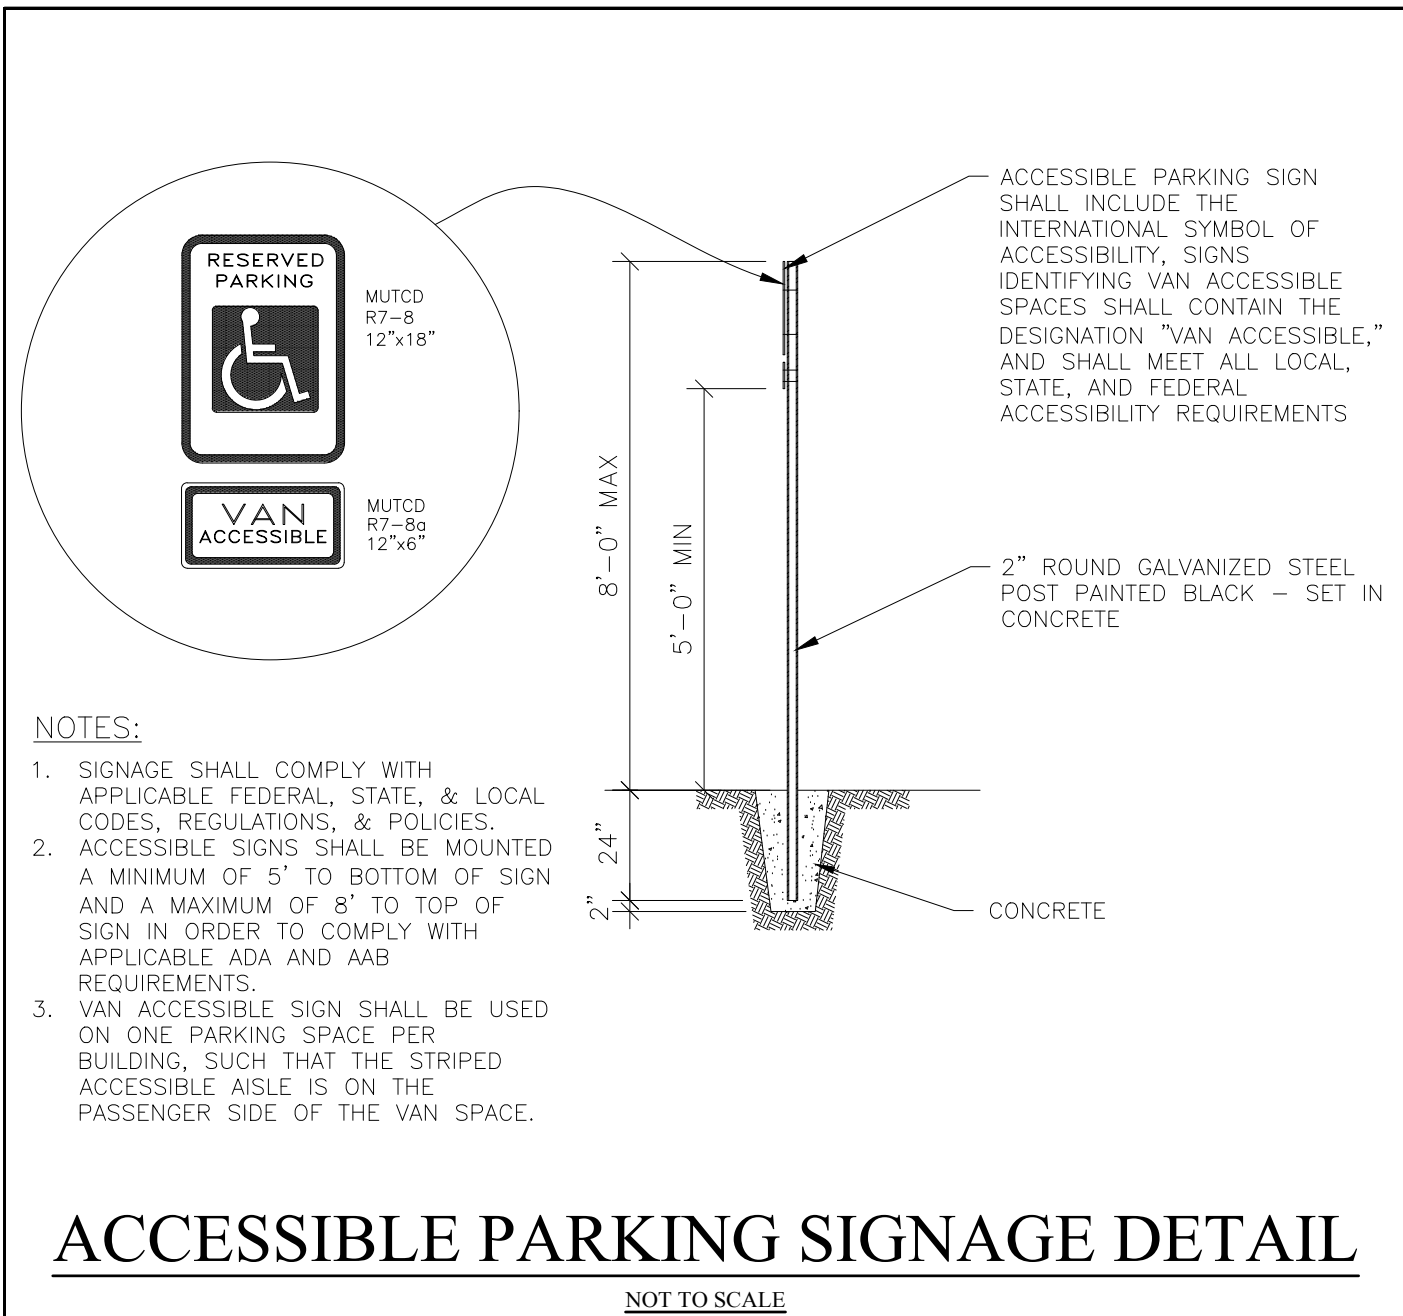 RESERVED
PARKING
MUTCD
R7-8
12”x18”
VAN
ACCESSIBLE
MUTCD
R7-8a
12”x6”
8’-0” MAX
5’-0” MIN
24”
2”
ACCESSIBLE PARKING SIGN
SHALL INCLUDE THE
INTERNATIONAL SYMBOL OF
ACCESSIBILITY, SIGNS
IDENTIFYING VAN ACCESSIBLE
SPACES SHALL CONTAIN THE
DESIGNATION ”VAN ACCESSIBLE,”
AND SHALL MEET ALL LOCAL,
STATE, AND FEDERAL
ACCESSIBILITY REQUIREMENTS
2” ROUND GALVANIZED STEEL
POST PAINTED BLACK – SET IN
CONCRETE
CONCRETE
NOTES:
1. SIGNAGE SHALL COMPLY WITH
APPLICABLE FEDERAL, STATE, & LOCAL
CODES, REGULATIONS, & POLICIES.
2. ACCESSIBLE SIGNS SHALL BE MOUNTED
A MINIMUM OF 5’ TO BOTTOM OF SIGN
AND A MAXIMUM OF 8’ TO TOP OF
SIGN IN ORDER TO COMPLY WITH
APPLICABLE ADA AND AAB
REQUIREMENTS.
3. VAN ACCESSIBLE SIGN SHALL BE USED
ON ONE PARKING SPACE PER
BUILDING, SUCH THAT THE STRIPED
ACCESSIBLE AISLE IS ON THE
PASSENGER SIDE OF THE VAN SPACE.
ACCESSIBLE PARKING SIGNAGE DETAIL
NOT TO SCALE